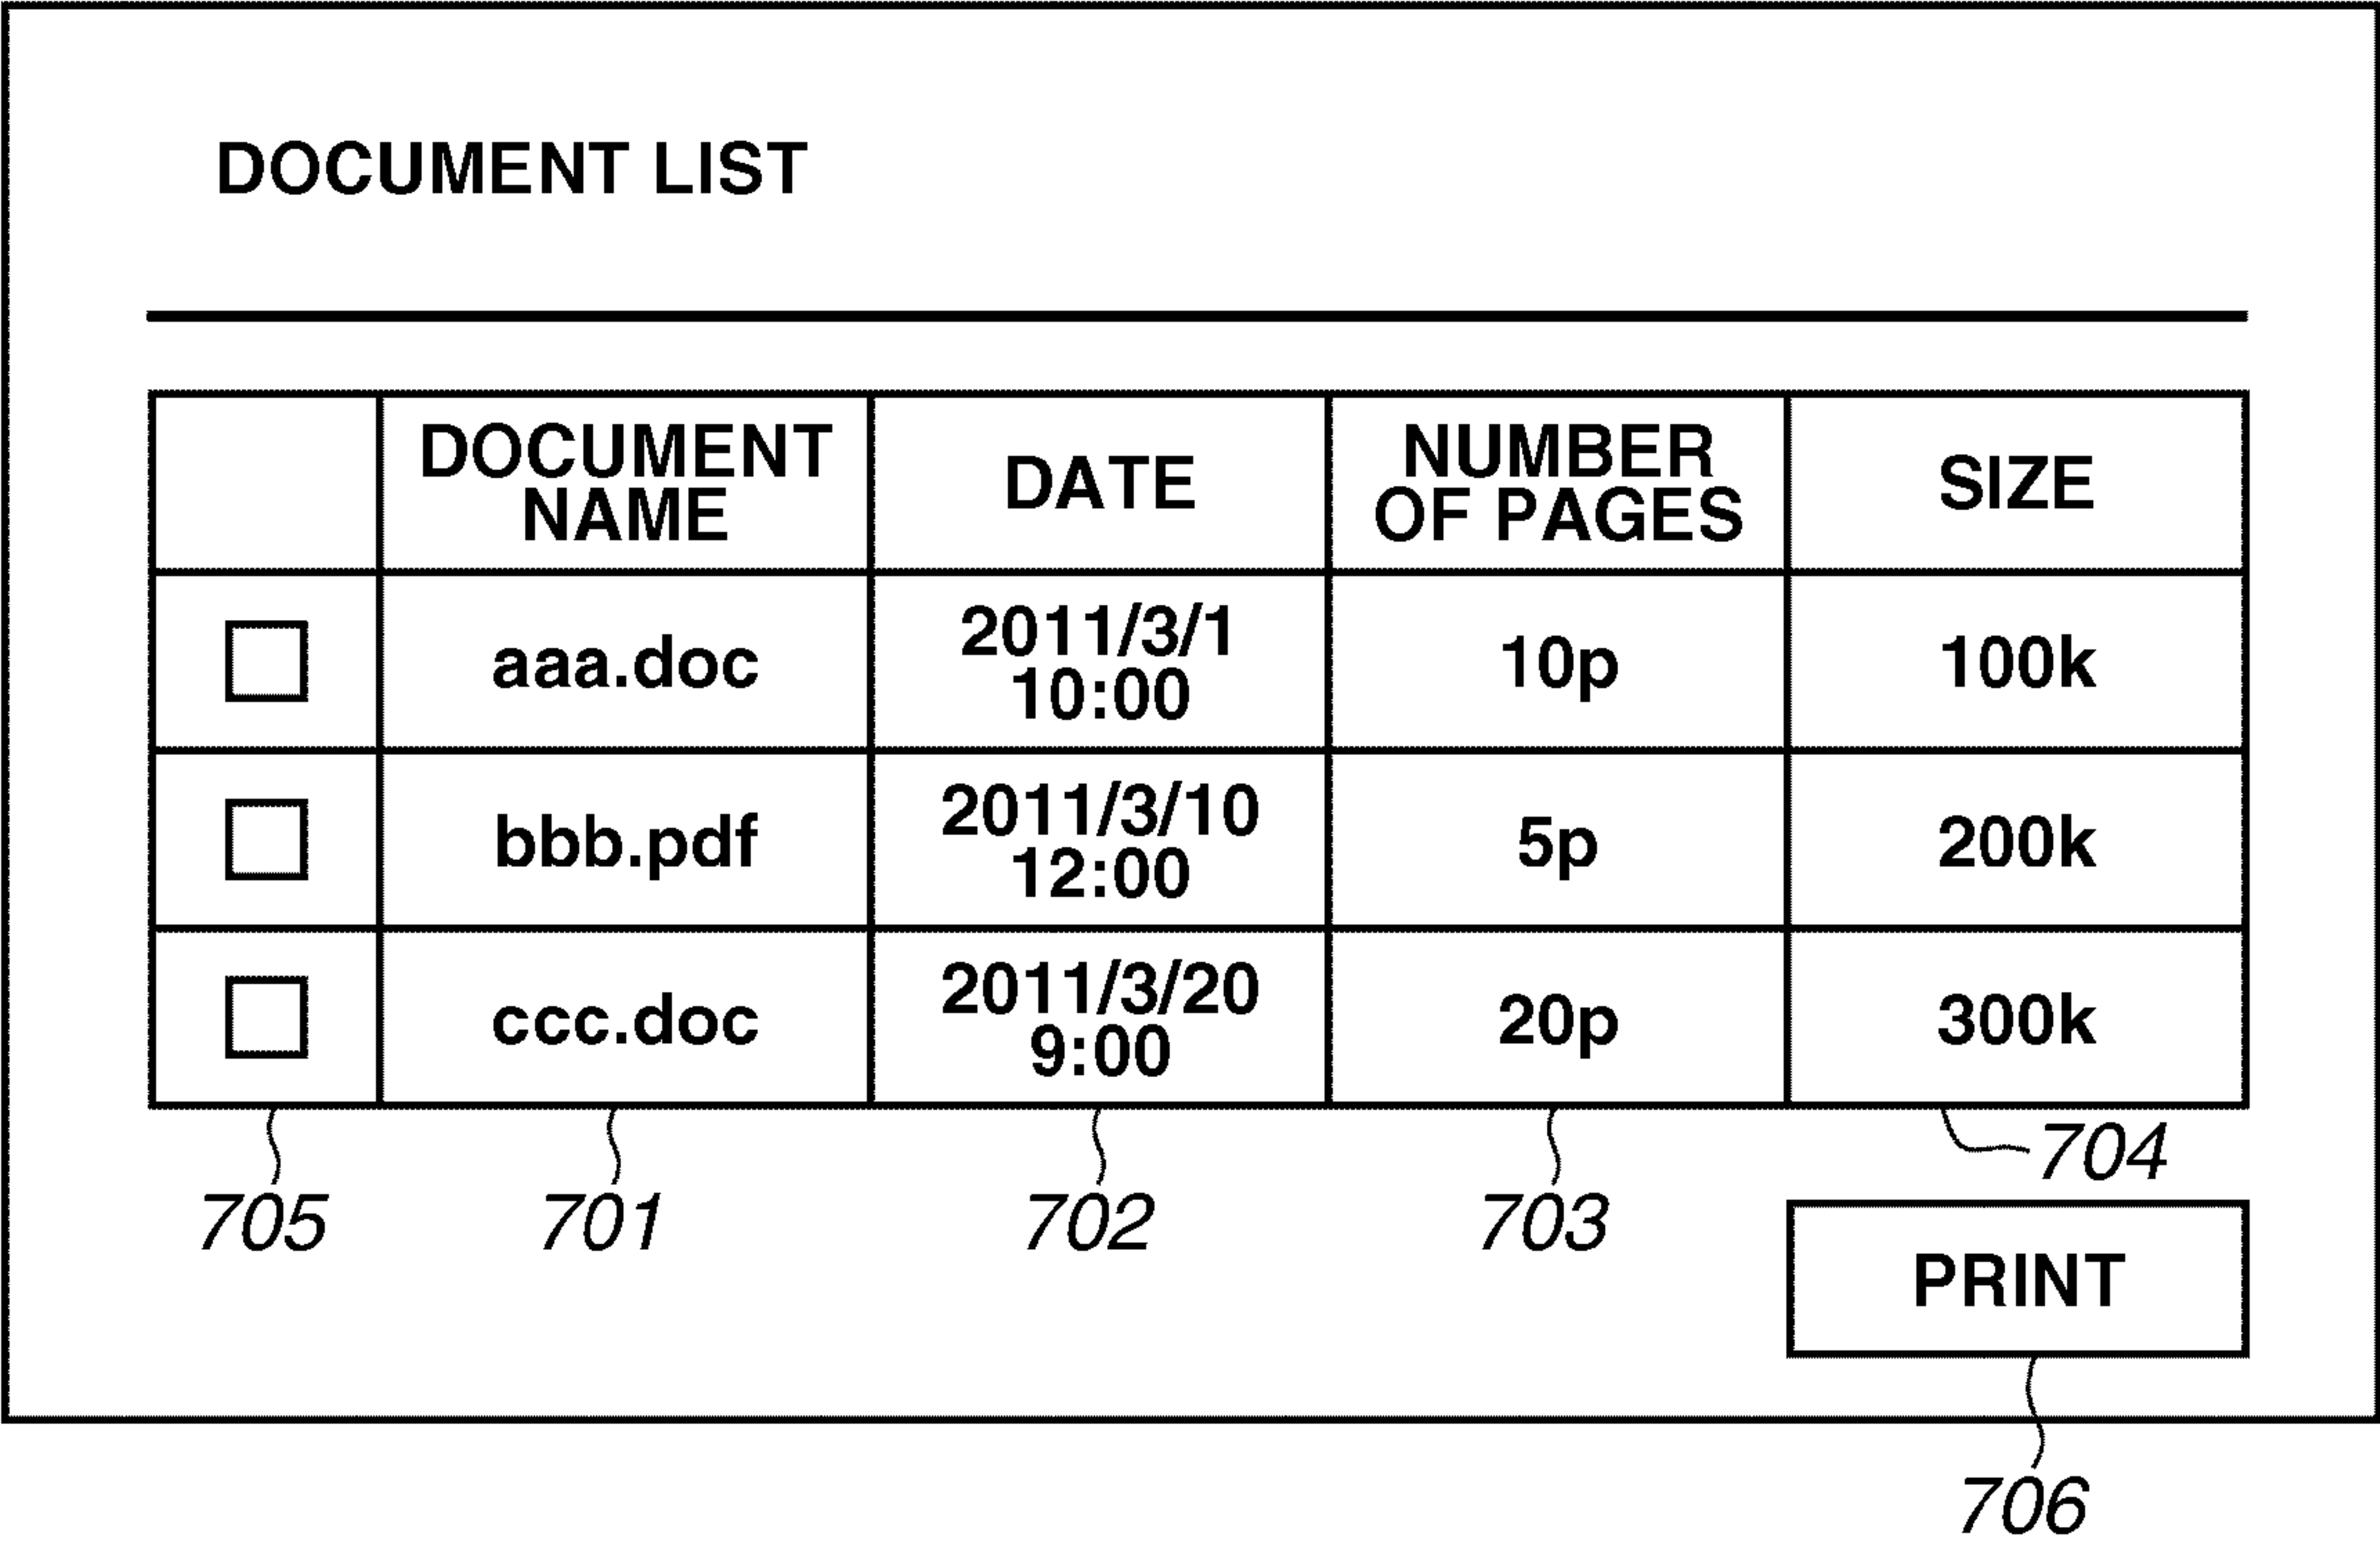 DOCUMENT LIST
DOCUMENT NAME DATE NUMBER OF PAGES SIZE
aaa.doc 2011/3/1 10:00 10p 100k
bbb.pdf 2011/3/10 12:00 5p 200k
ccc.doc 2011/3/20 9:00 20p 300k
704
705 701 702 703
PRINT
706